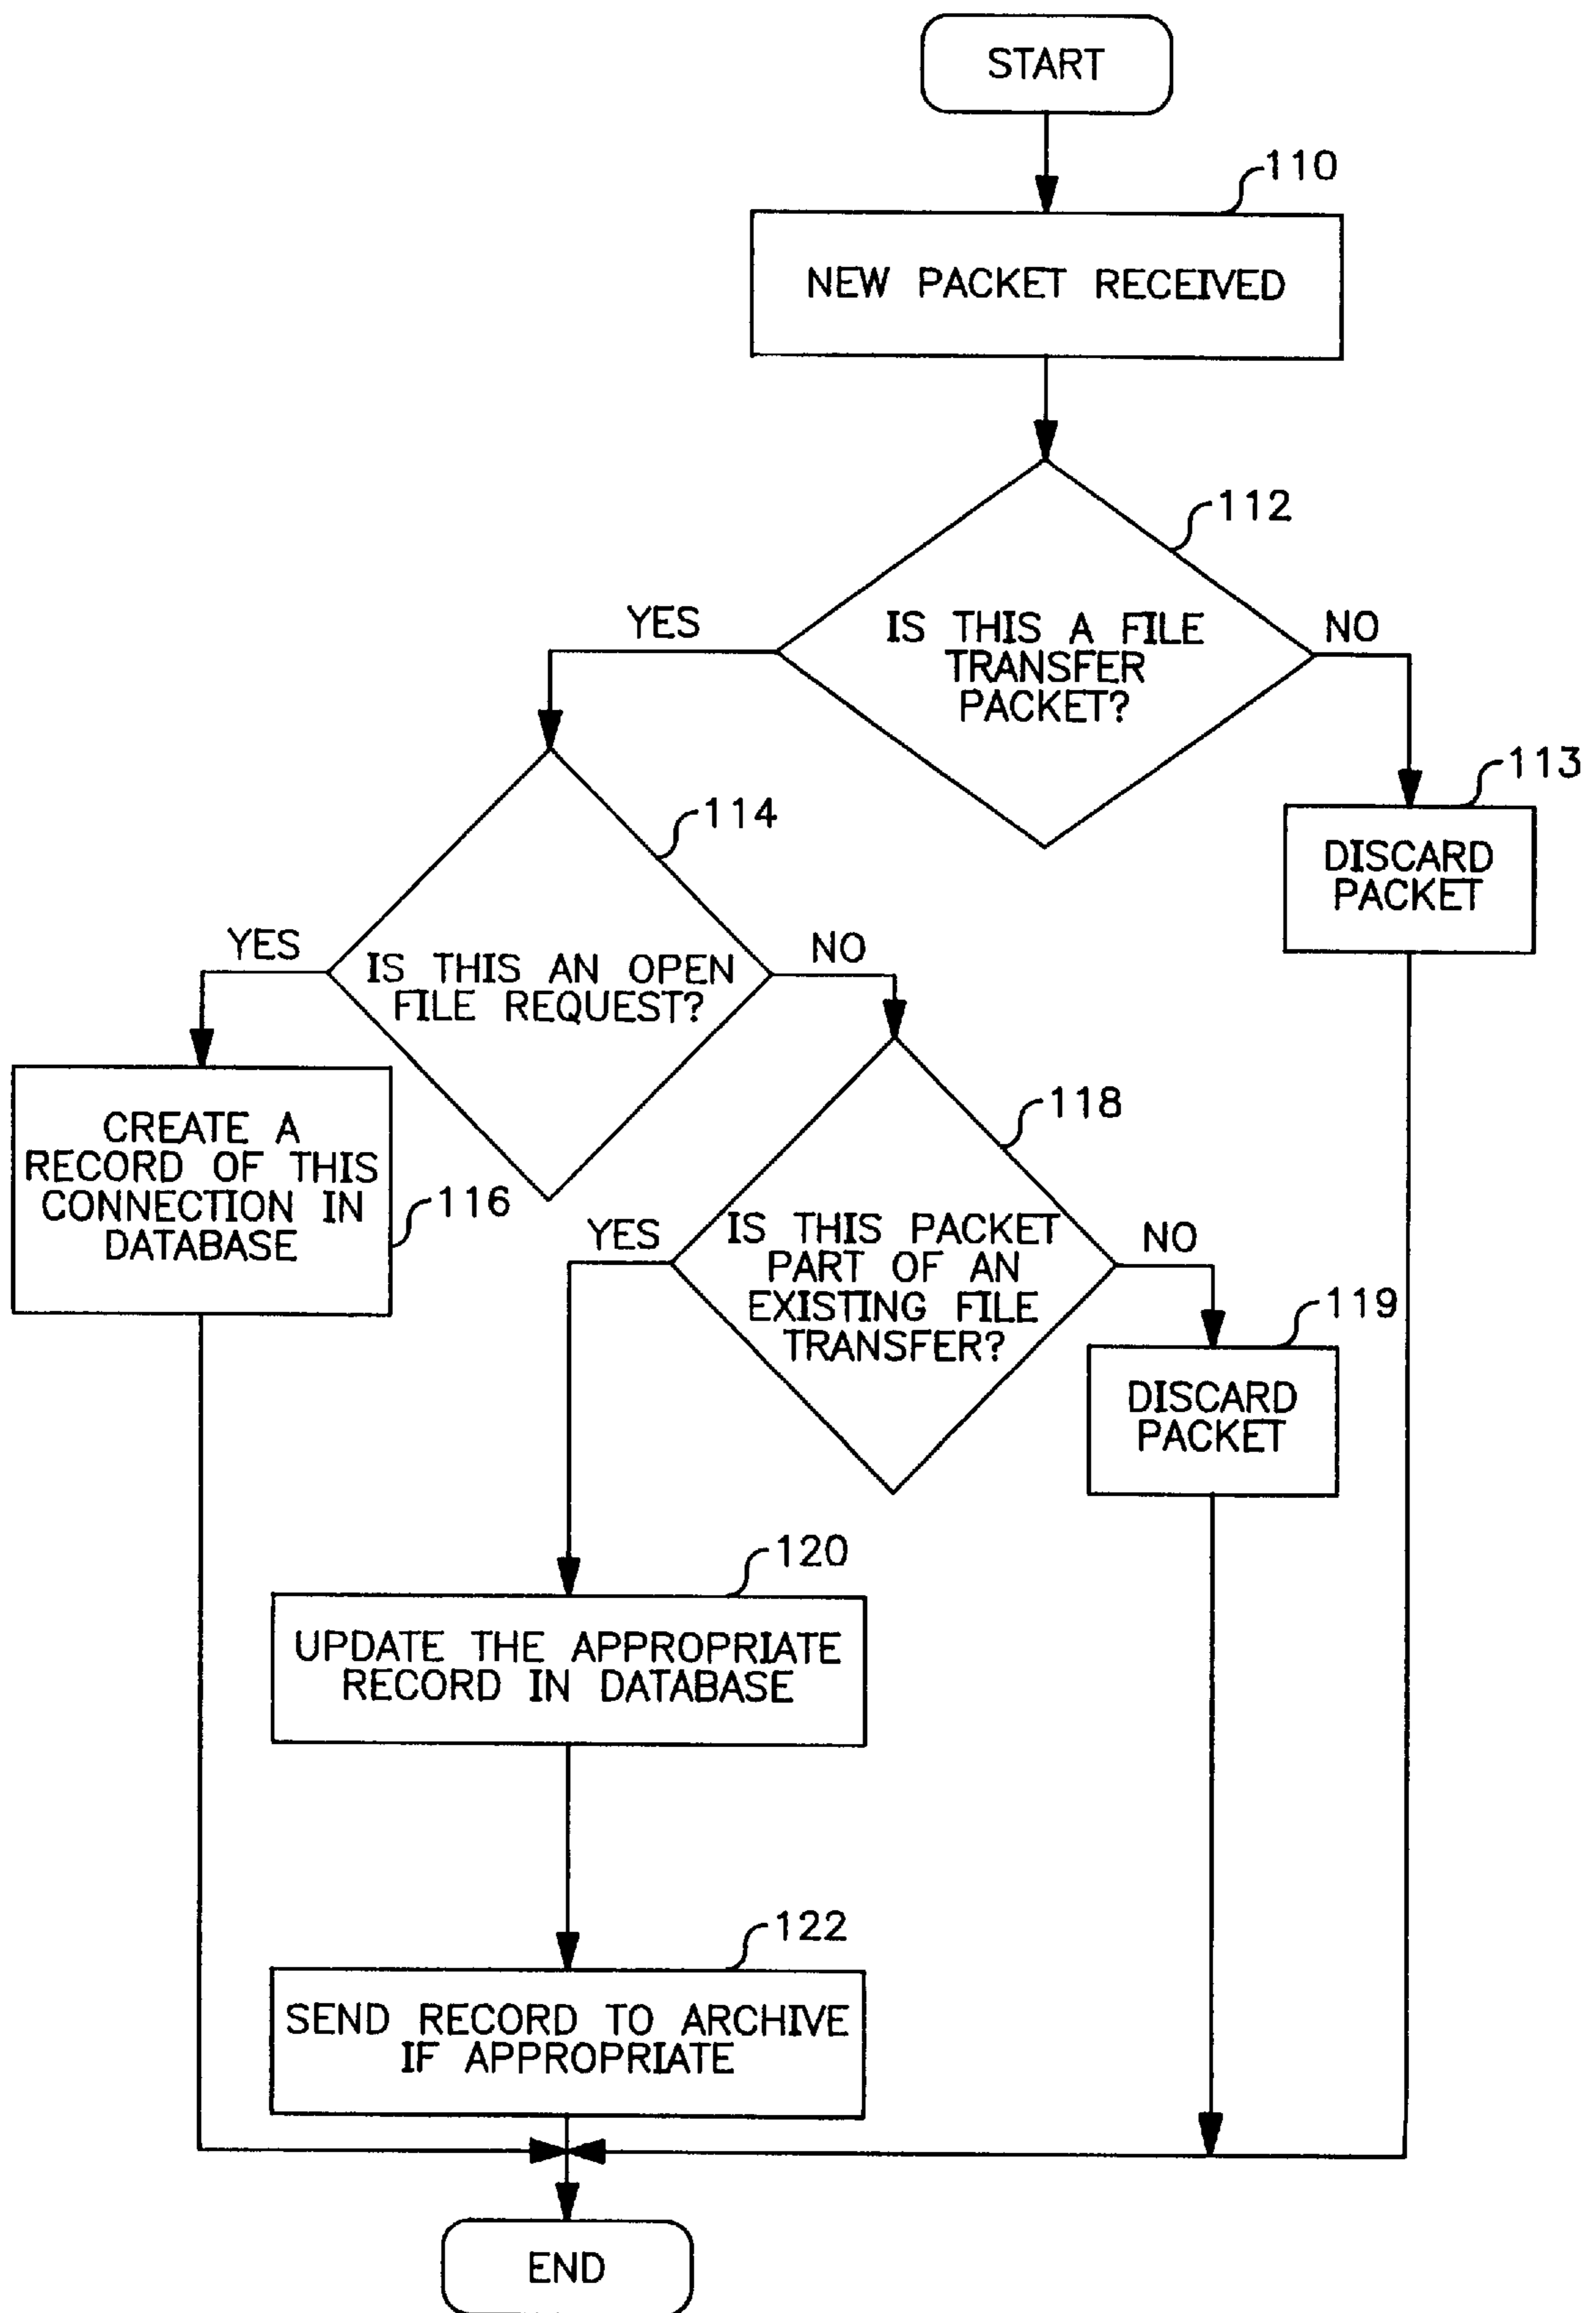 START
110
NEW PACKET RECEIVED
112
IS THIS A FILE
TRANSFER
PACKET?
YES
NO
113
DISCARD
PACKET
114
IS THIS AN OPEN
FILE REQUEST?
YES
NO
CREATE A
RECORD OF THIS
CONNECTION IN
DATABASE
116
118
IS THIS PACKET
PART OF AN
EXISTING FILE
TRANSFER?
YES
NO
119
DISCARD
PACKET
120
UPDATE THE APPROPRIATE
RECORD IN DATABASE
122
SEND RECORD TO ARCHIVE
IF APPROPRIATE
END